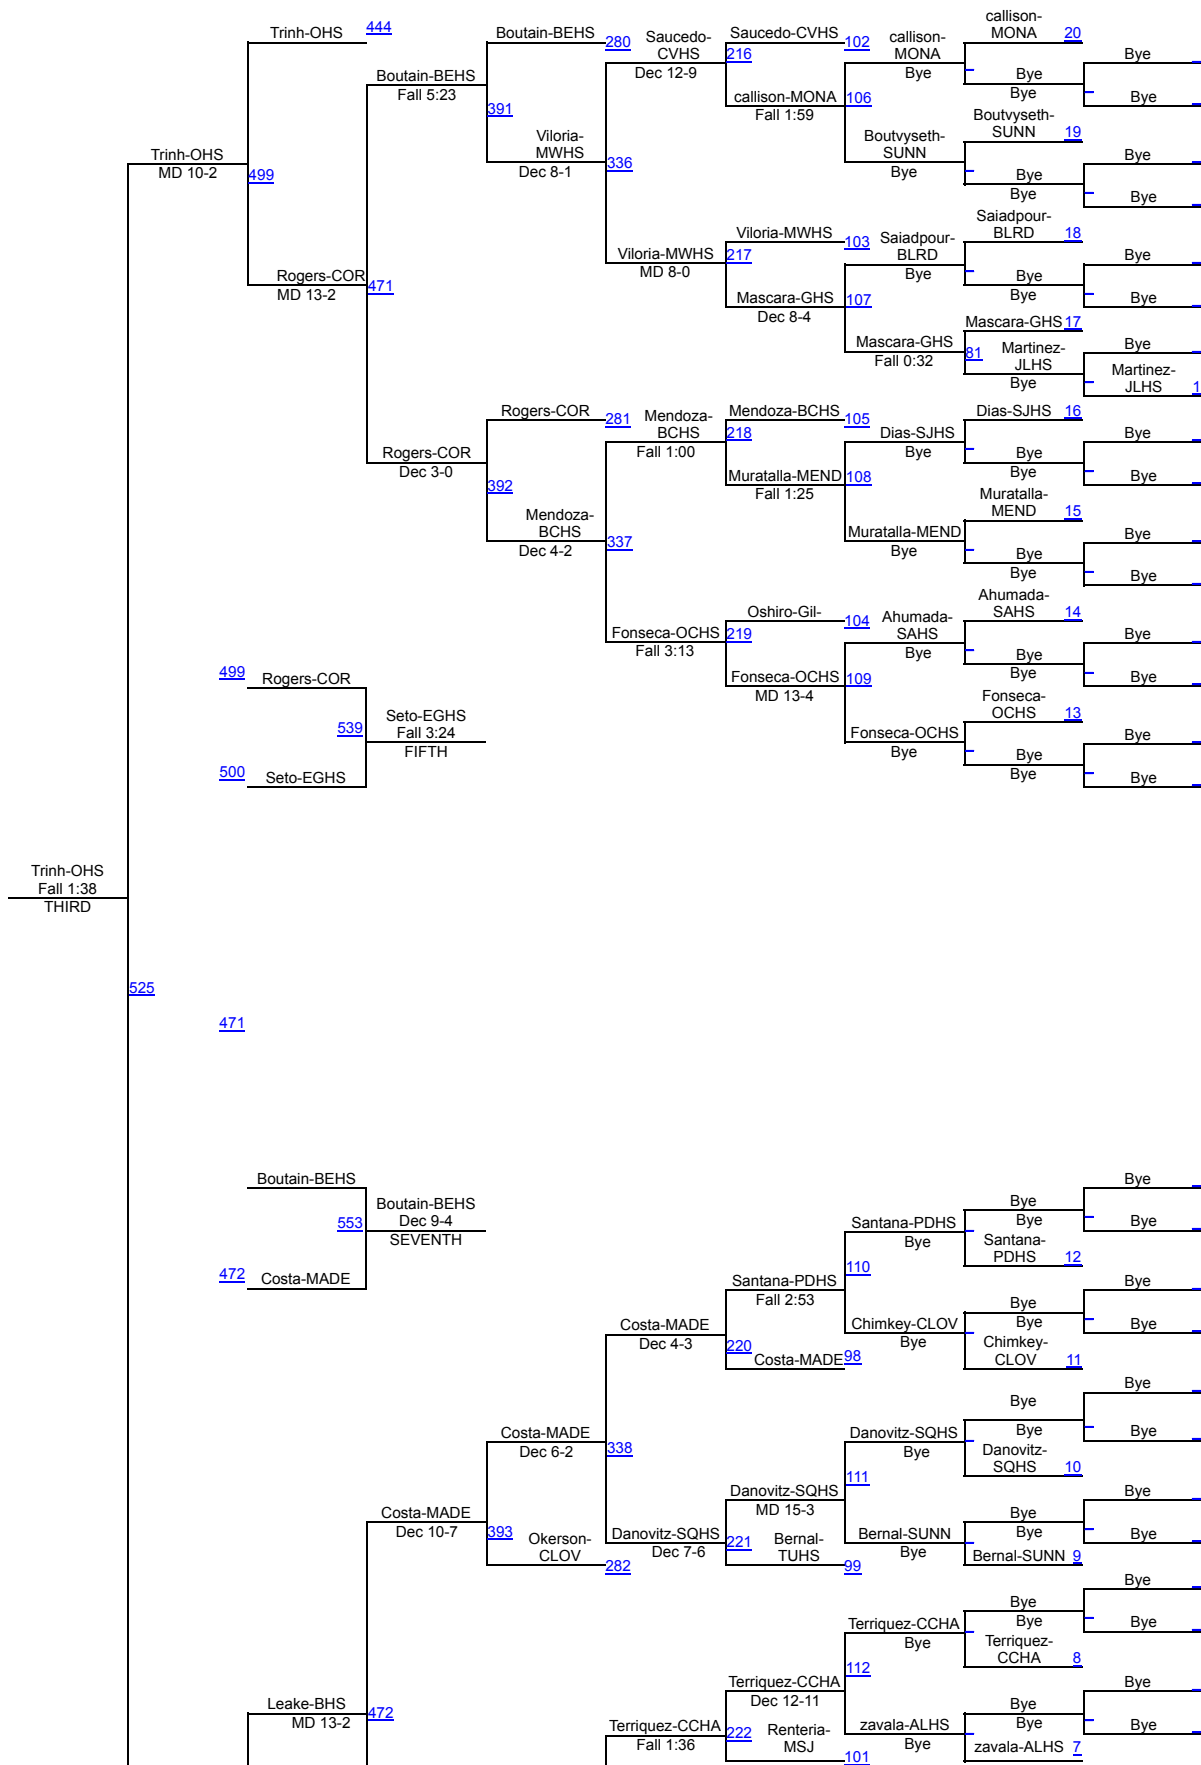 callison-
MONA 20
Trinh-OHS 444
Boutain-BEHS 280
Saucedo-
CVHS
Dec 12-9
Saucedo-CVHS 102
216
callison-
MONA
Bye
Bye
Bye
Bye
Bye
Boutain-BEHS
Fall 5:23
391
callison-MONA 106
Fall 1:59
Boutvyseth-
SUNN 19
Viloria-
MWHS
Dec 8-1
336
Boutvyseth-
SUNN
Bye
Bye
Bye
Bye
Bye
Trinh-OHS
MD 10-2
499
Saiadpour-
BLRD 18
Viloria-MWHS 103
217
Viloria-MWHS
MD 8-0
Saiadpour-
BLRD
Bye
Bye
Bye
Bye
Bye
Rogers-COR
MD 13-2
471
Mascara-GHS 107
Dec 8-4
Mascara-GHS 17
Mascara-GHS
Fall 0:32
81
Martinez-
JLHS
Bye
Bye
Martinez-
JLHS 1
Rogers-COR 281
Mendoza-
BCHS
Fall 1:00
Mendoza-BCHS 105
218
Dias-SJHS
Bye
Dias-SJHS 16
Bye
Bye
Bye
Bye
Rogers-COR
Dec 3-0
392
Muratalla-MEND 108
Fall 1:25
Muratalla-
MEND 15
Mendoza-
BCHS
Dec 4-2
337
Muratalla-MEND
Bye
Bye
Bye
Bye
Bye
Ahumada-
SAHS 14
Oshiro-Gil- 104
Fonseca-OCHS
Fall 3:13
219
Ahumada-
SAHS
Bye
Bye
Bye
Bye
Bye
499
Rogers-COR
Fonseca-OCHS 109
MD 13-4
Fonseca-
OCHS 13
539
Seto-EGHS
Fall 3:24
FIFTH
Fonseca-OCHS
Bye
Bye
Bye
Bye
Bye
500
Seto-EGHS
Trinh-OHS
Fall 1:38
THIRD
525
471
Boutain-BEHS
553
Boutain-BEHS
Dec 9-4
SEVENTH
472
Costa-MADE
Santana-PDHS
Bye
Bye
Bye
Bye
Bye
Santana-
PDHS 12
110
Santana-PDHS
Fall 2:53
Costa-MADE
Dec 4-3
220
Costa-MADE 98
Chimkey-CLOV
Bye
Bye
Bye
Bye
Bye
Chimkey-
CLOV 11
Costa-MADE
Dec 6-2
338
Danovitz-SQHS
Bye
Bye
Bye
Bye
Bye
Danovitz-
SQHS 10
111
Danovitz-SQHS
MD 15-3
Costa-MADE
Dec 10-7
393
Okerson-
CLOV
282
Danovitz-SQHS
Dec 7-6
221
Bernal-
TUHS
99
Bernal-SUNN
Bye
Bye
Bye
Bye
Bye
Bernal-SUNN 9
Terriquez-CCHA
Bye
Bye
Bye
Bye
Bye
Terriquez-
CCHA 8
112
Terriquez-CCHA
Dec 12-11
Leake-BHS
MD 13-2
472
Terriquez-CCHA
Fall 1:36
222
Renteria-
MSJ
101
zavala-ALHS
Bye
Bye
Bye
Bye
Bye
zavala-ALHS 7